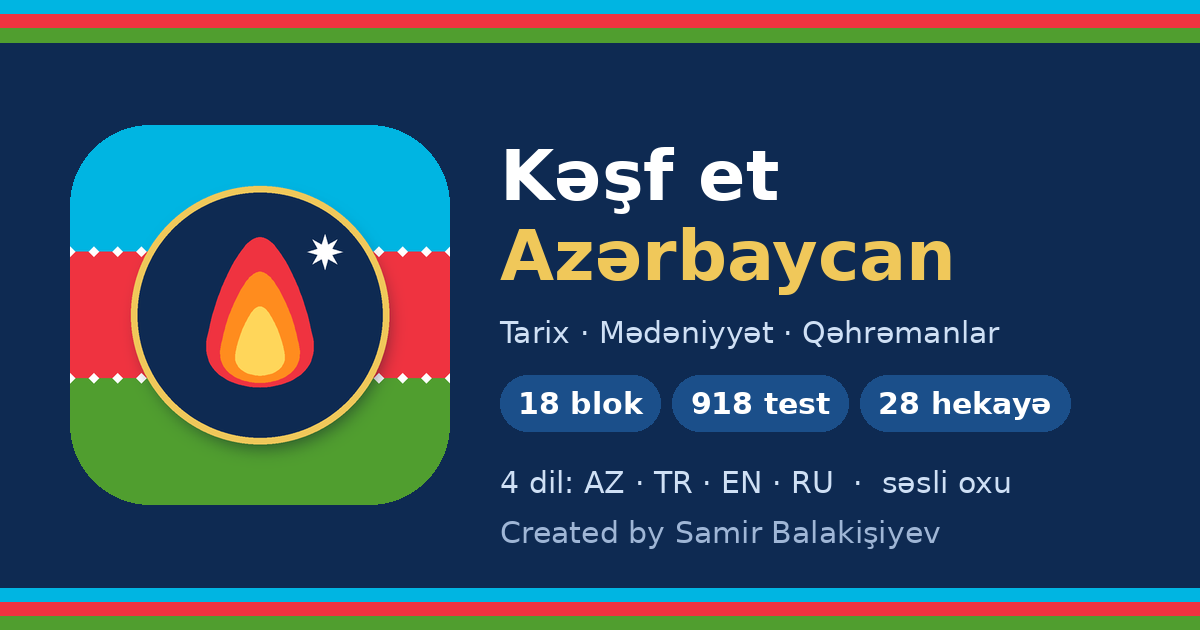 Kəşf et
Azərbaycan
Tarix · Mədəniyyət · Qəhrəmanlar
18 blok 918 test 28 hekayə
4 dil: AZ · TR · EN · RU · səsli oxu
Created by Samir Balakişiyev